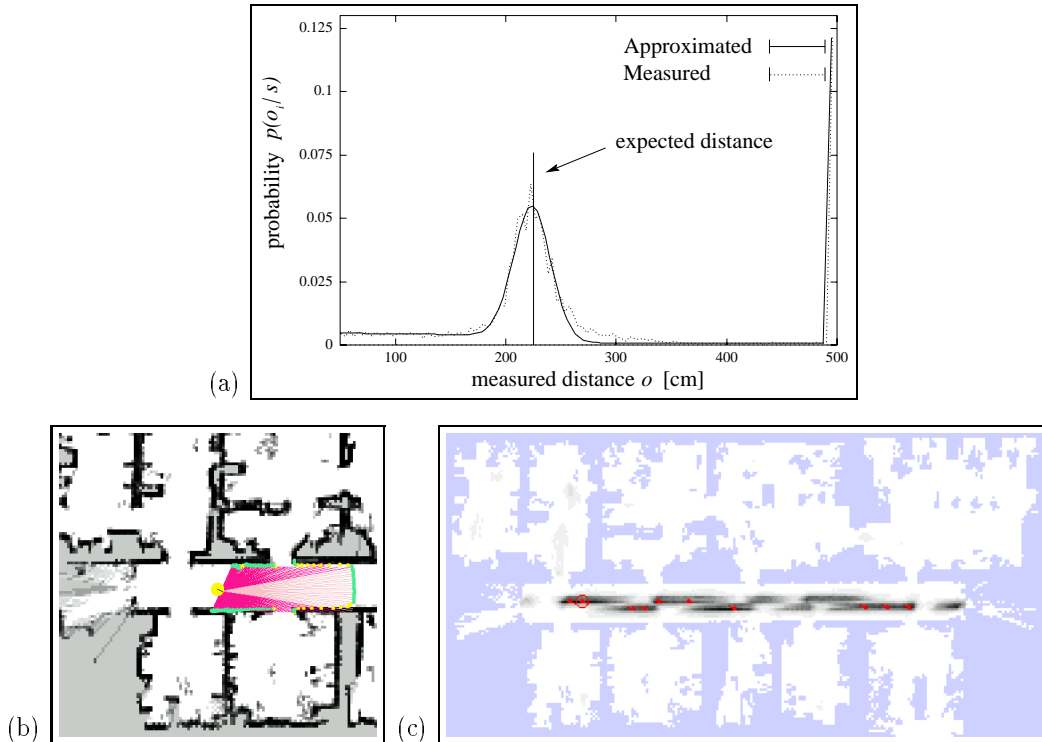 0.125
0.1
0.075
0.05
0.025
0
probability p(o_i / s)
Approximated
Measured
expected distance
100
200
300
400
500
measured distance o [cm]
(a)
(b)
(c)